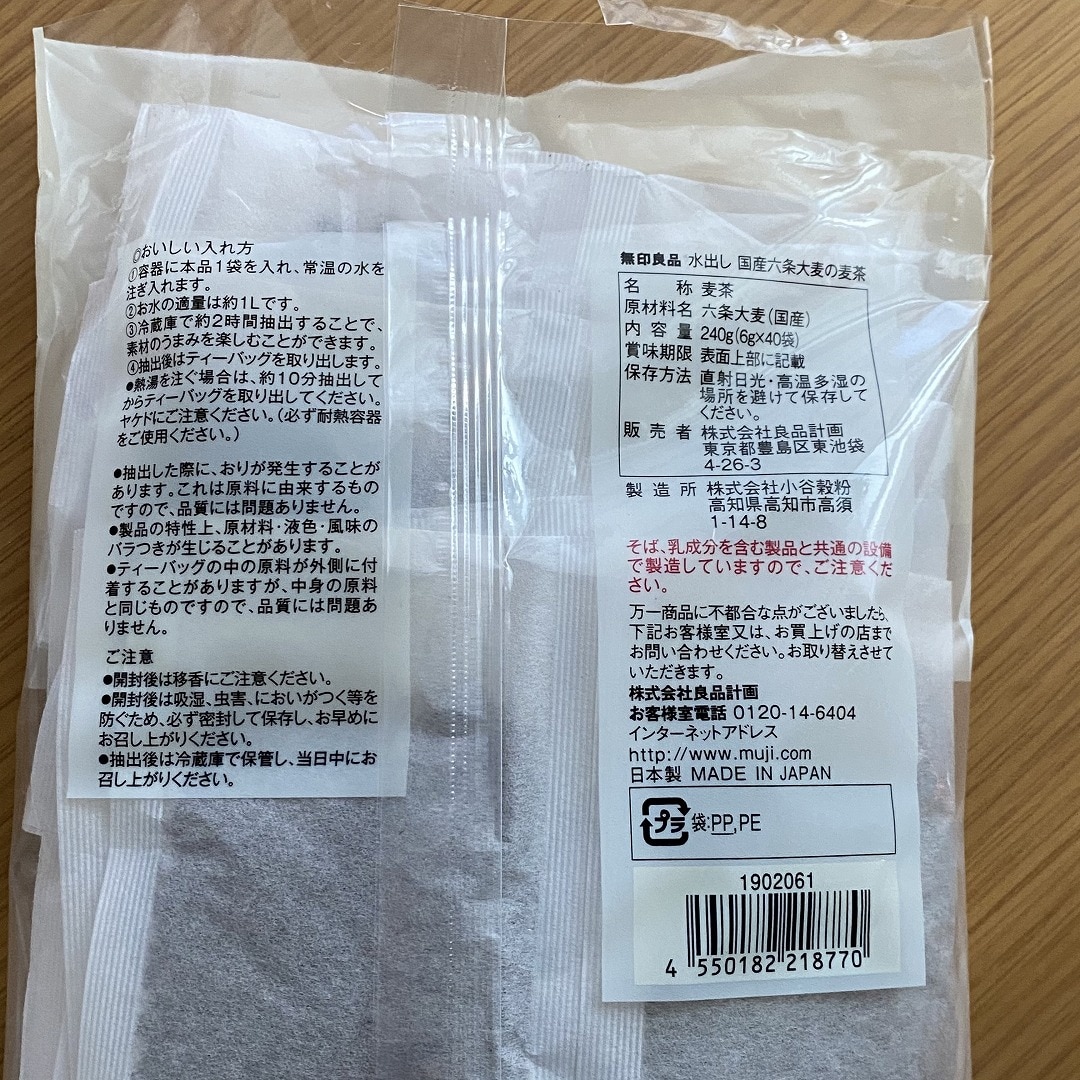 ◎おいしい入れ方
①容器に本品1袋を入れ、常温の水を
注ぎ入れます。
②お水の適量は約1Lです。
③冷蔵庫で約2時間抽出することで、
素材のうまみを楽しむことができます。
④抽出後はティーバッグを取り出します。
●熱湯を注ぐ場合は、約10分抽出して
からティーバッグを取り出してください。
ヤケドにご注意ください。(必ず耐熱容器
をご使用ください。)
●抽出した際に、おりが発生することが
あります。これは原料に由来するもの
ですので、品質には問題ありません。
●製品の特性上、原材料・液色・風味の
バラつきが生じることがあります。
●ティーバッグの中の原料が外側に付
着することがありますが、中身の原料
と同じものですので、品質には問題あ
りません。
ご注意
●開封後は移香にご注意ください。
●開封後は吸湿、虫害、においがつく等を
防ぐため、必ず密封して保存し、お早めに
お召し上がりください。
●抽出後は冷蔵庫で保管し、当日中にお
召し上がりください。
無印良品 水出し 国産六条大麦の麦茶
名称 麦茶
原材料名 六条大麦(国産)
内容量 240g(6g×40袋)
賞味期限 表面上部に記載
保存方法 直射日光・高温多湿の
場所を避けて保存して
ください。
販売者 株式会社良品計画
東京都豊島区東池袋
4-26-3
製造所 株式会社小谷穀粉
高知県高知市高須
1-14-8
そば、乳成分を含む製品と共通の設備
で製造していますので、ご注意くだ
さい。
万一商品に不都合な点がございましたら、
下記お客様室又は、お買上げの店まで
お問い合わせください。お取り替えさせて
いただきます。
株式会社良品計画
お客様室電話 0120-14-6404
インターネットアドレス
http://www.muji.com
日本製 MADE IN JAPAN
プラ 袋:PP,PE
1902061
4 550182 218770